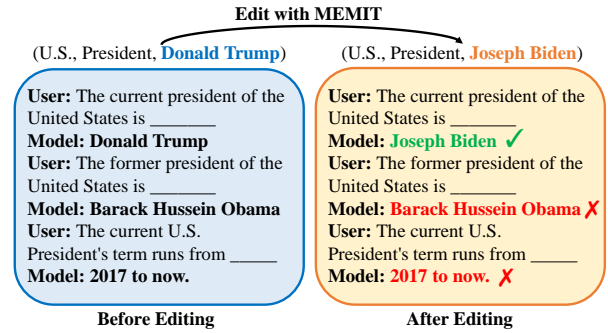 Edit with MEMIT
(U.S., President, Donald Trump)
(U.S., President, Joseph Biden)
User: The current president of the
United States is _______
Model: Donald Trump
User: The former president of the
United States is _______
Model: Barack Hussein Obama
User: The current U.S.
President's term runs from _____
Model: 2017 to now.
Before Editing
User: The current president of the
United States is _______
Model: Joseph Biden ✓
User: The former president of the
United States is _______
Model: Barack Hussein Obama ✗
User: The current U.S.
President's term runs from _____
Model: 2017 to now. ✗
After Editing